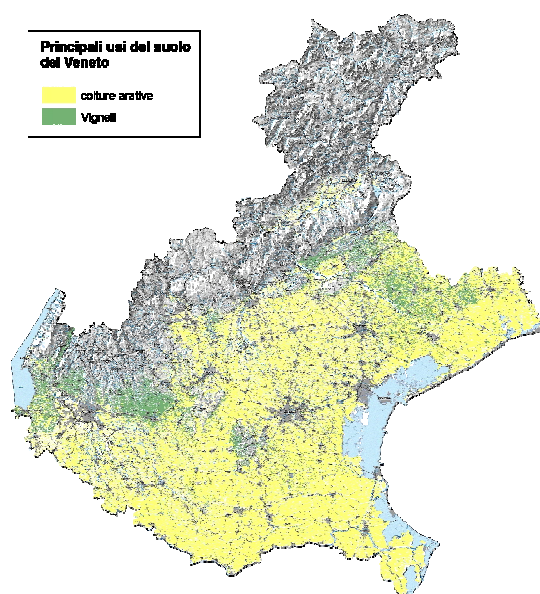 Principali usi del suolo
del Veneto
colture arative
Vigneti